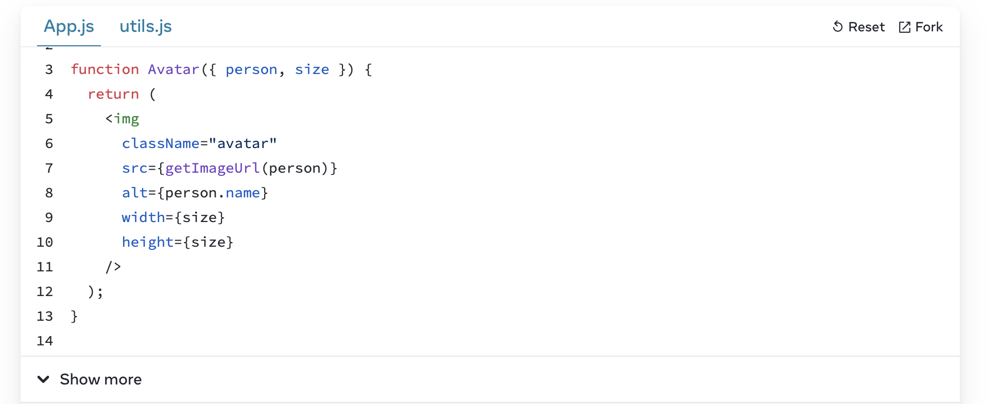 App.js utils.js Reset Fork
3 function Avatar({ person, size }) {
4 return (
5 <img
6 className="avatar"
7 src={getImageUrl(person)}
8 alt={person.name}
9 width={size}
10 height={size}
11 />
12 );
13 }
14
Show more